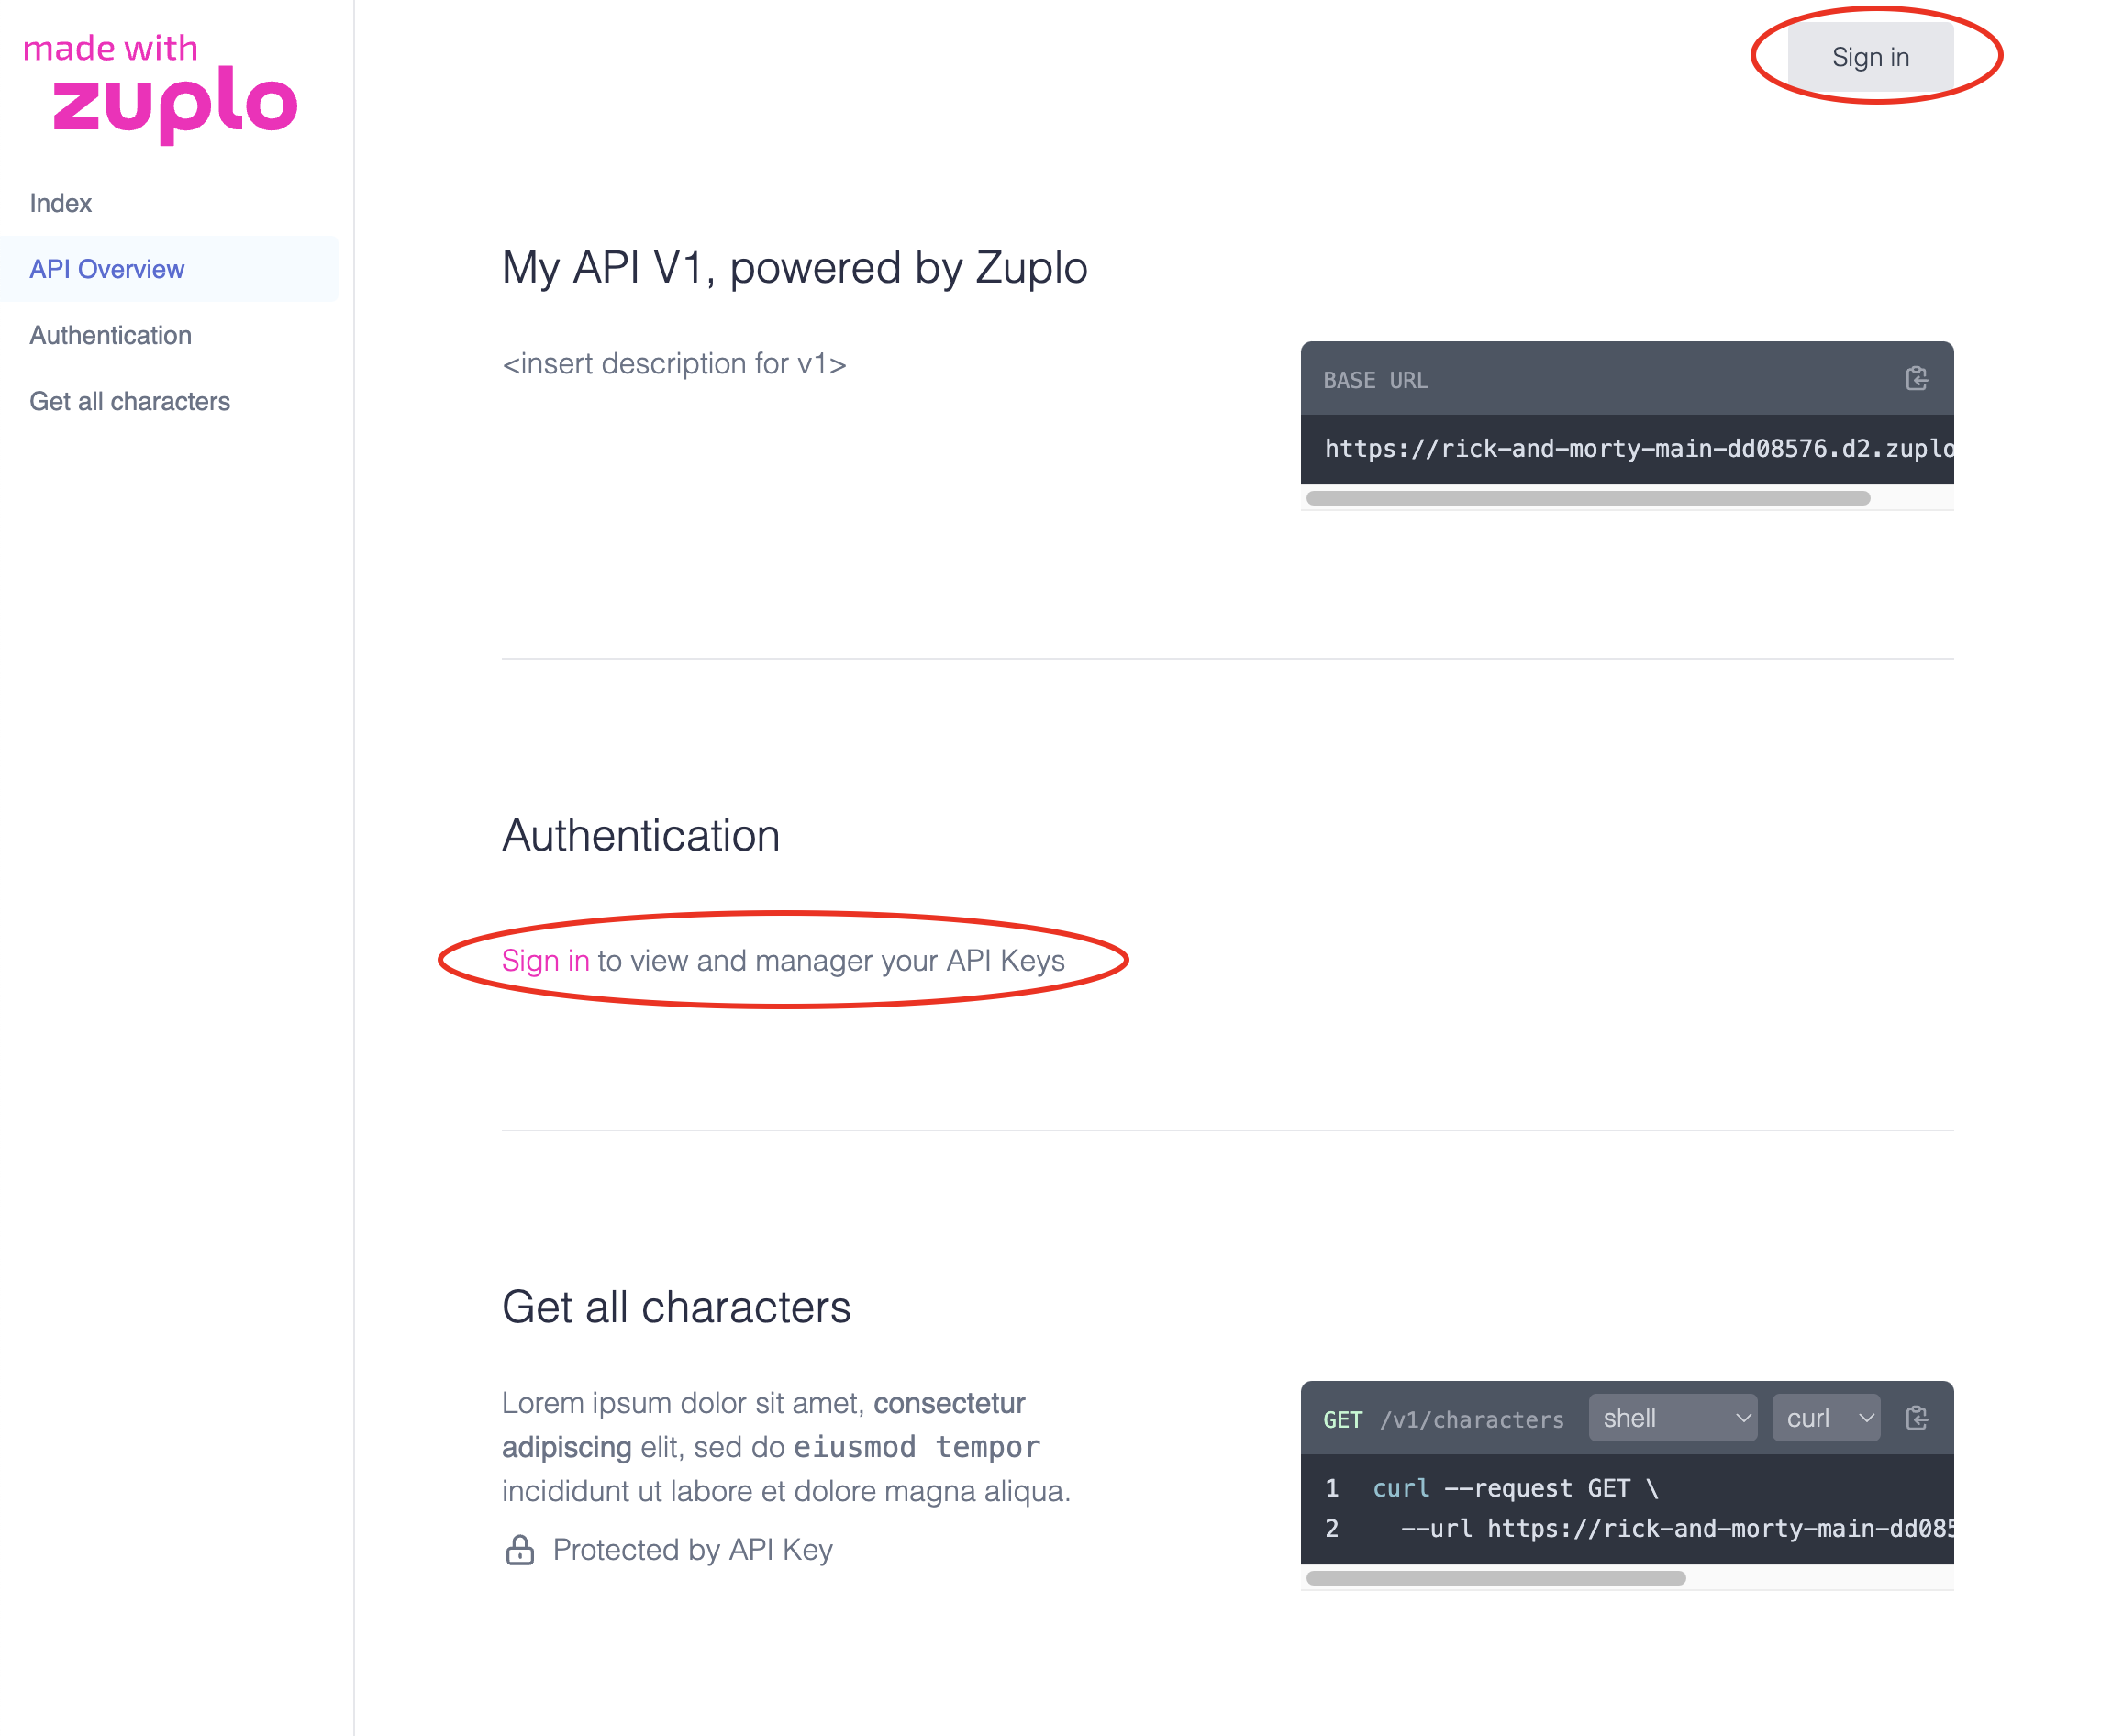 made with
zuplo
Sign in
Index
API Overview
Authentication
Get all characters
My API V1, powered by Zuplo
<insert description for v1>
BASE URL
https://rick-and-morty-main-dd08576.d2.zuplo
Authentication
Sign in to view and manager your API Keys
Get all characters
Lorem ipsum dolor sit amet, consectetur
adipiscing elit, sed do eiusmod tempor
incididunt ut labore et dolore magna aliqua.
Protected by API Key
GET /v1/characters shell curl
1 curl --request GET \
2 --url https://rick-and-morty-main-dd085